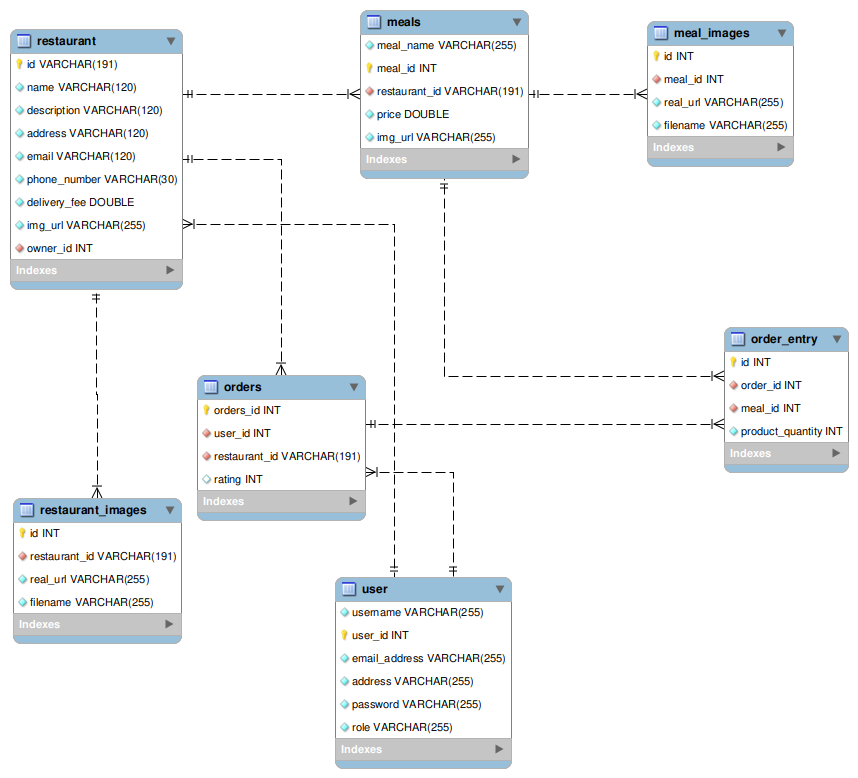 restaurant
id VARCHAR(191)
name VARCHAR(120)
description VARCHAR(120)
address VARCHAR(120)
email VARCHAR(120)
phone_number VARCHAR(30)
delivery_fee DOUBLE
img_url VARCHAR(255)
owner_id INT
Indexes
meals
meal_name VARCHAR(255)
meal_id INT
restaurant_id VARCHAR(191)
price DOUBLE
img_url VARCHAR(255)
Indexes
meal_images
id INT
meal_id INT
real_url VARCHAR(255)
filename VARCHAR(255)
Indexes
order_entry
id INT
order_id INT
meal_id INT
product_quantity INT
Indexes
orders
orders_id INT
user_id INT
restaurant_id VARCHAR(191)
rating INT
Indexes
restaurant_images
id INT
restaurant_id VARCHAR(191)
real_url VARCHAR(255)
filename VARCHAR(255)
Indexes
user
username VARCHAR(255)
user_id INT
email_address VARCHAR(255)
address VARCHAR(255)
password VARCHAR(255)
role VARCHAR(255)
Indexes